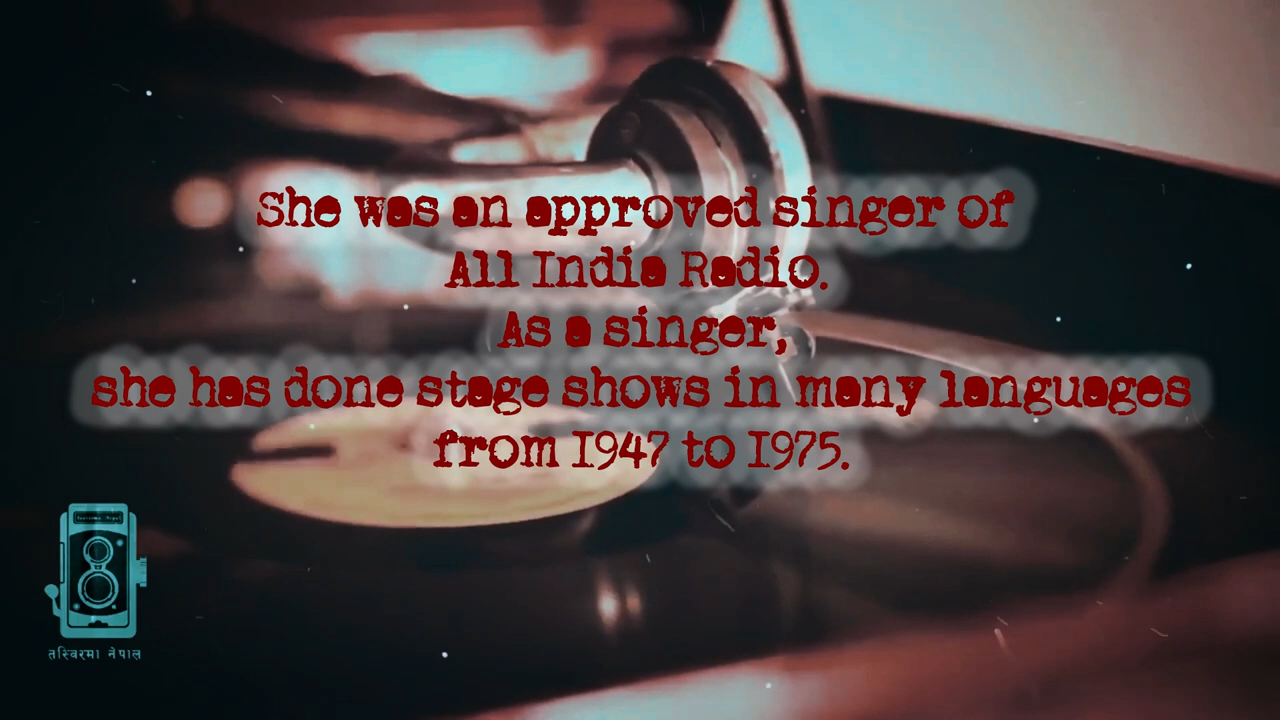 She was an approved singer of
All India Radio.
As a singer,
she has done stage shows in many languages
from 1947 to 1975.
तस्विरमा नेपाल